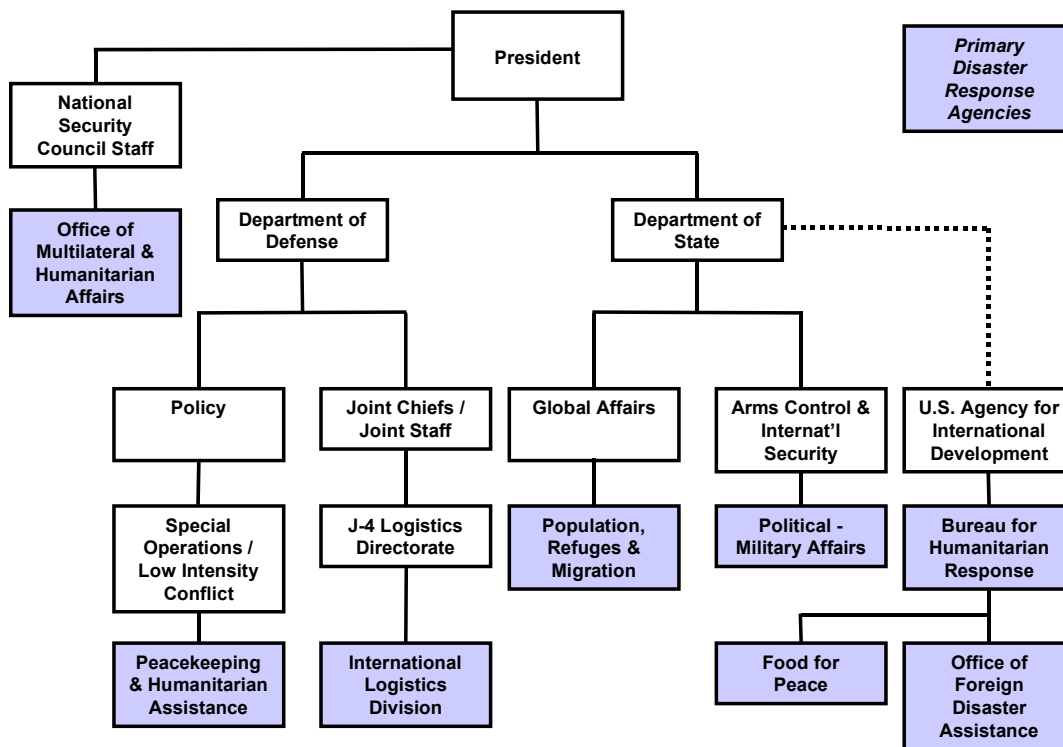 President
Primary
Disaster
Response
Agencies
National
Security
Council Staff
Office of
Multilateral &
Humanitarian
Affairs
Department of
Defense
Department of
State
Policy
Joint Chiefs /
Joint Staff
Global Affairs
Arms Control &
Internat'l
Security
U.S. Agency for
International
Development
Special
Operations /
Low Intensity
Conflict
J-4 Logistics
Directorate
Population,
Refuges &
Migration
Political -
Military Affairs
Bureau for
Humanitarian
Response
Peacekeeping
& Humanitarian
Assistance
International
Logistics
Division
Food for
Peace
Office of
Foreign
Disaster
Assistance